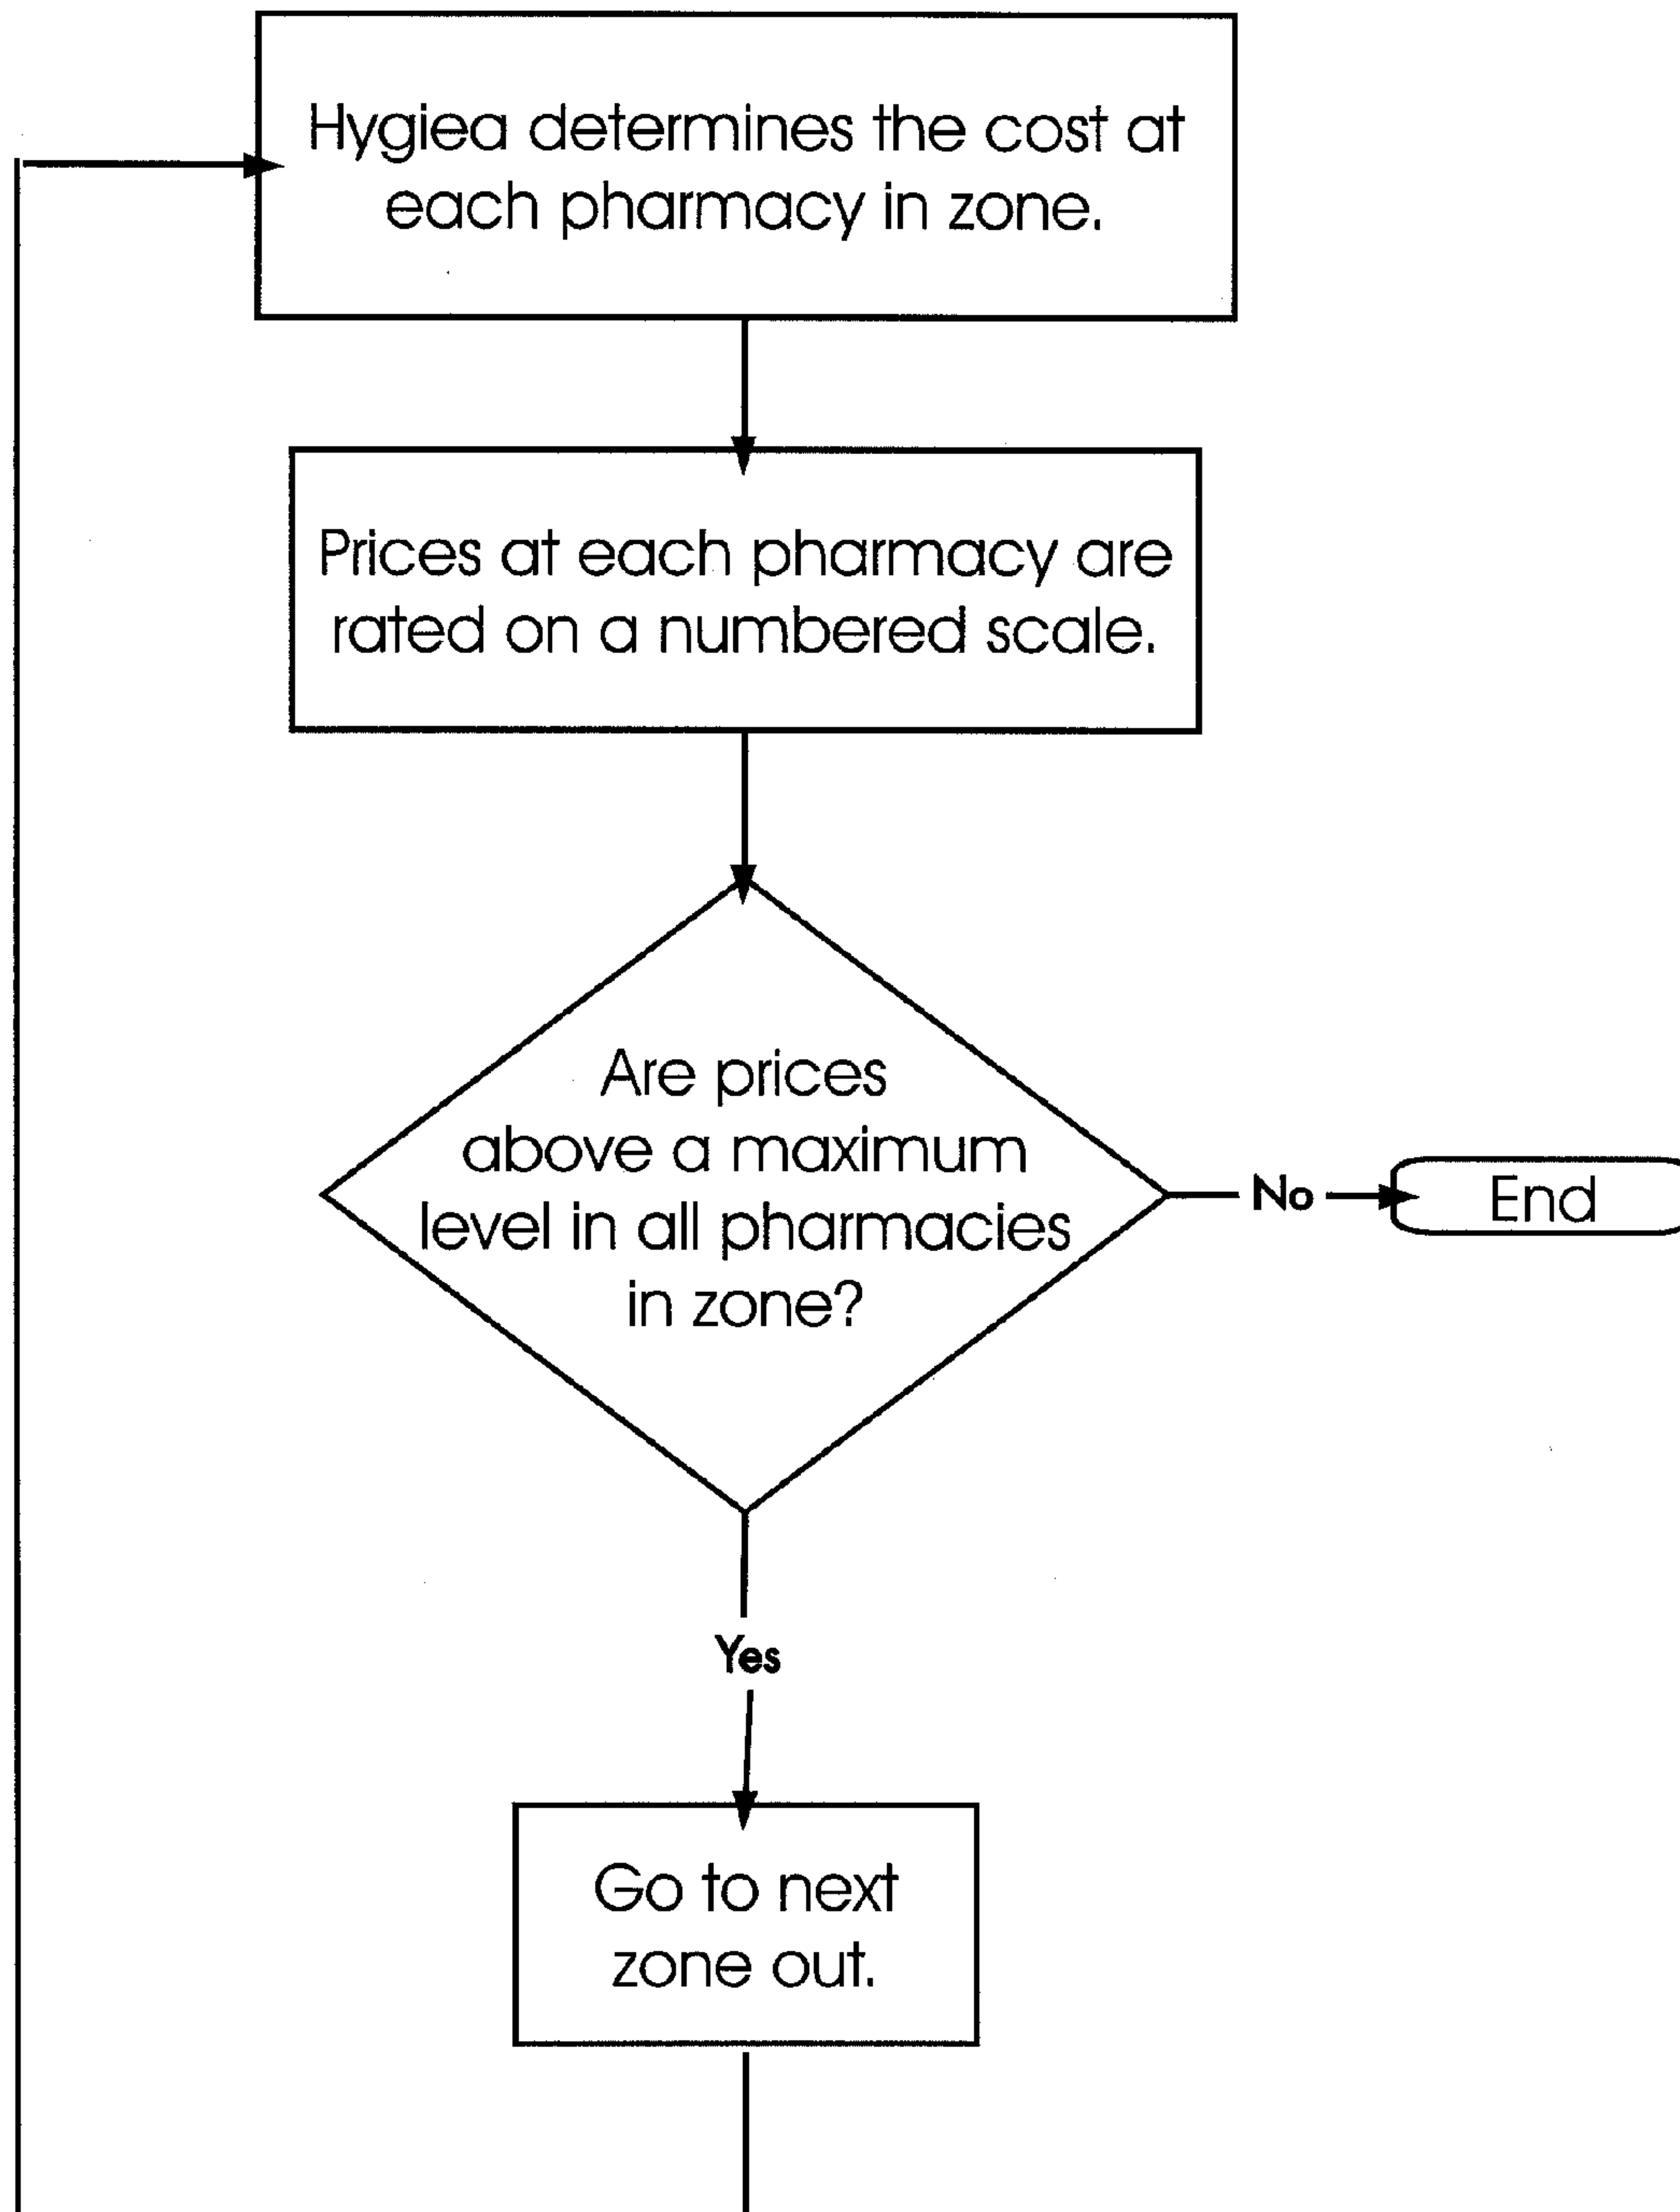 Hygiea determines the cost at
each pharmacy in zone.
Prices at each pharmacy are
rated on a numbered scale.
Are prices
above a maximum
level in all pharmacies
in zone?
No
End
Yes
Go to next
zone out.